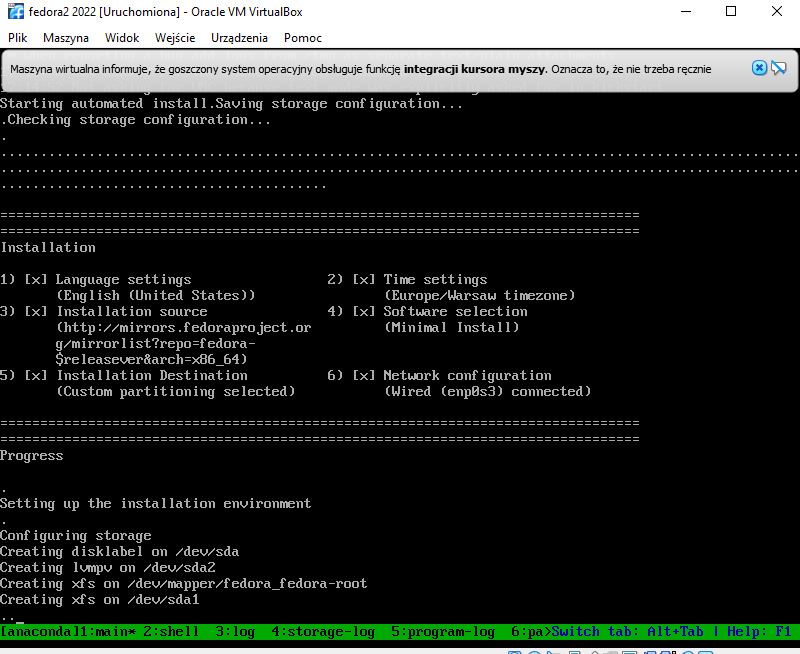 fedora2 2022 [Uruchomiona] - Oracle VM VirtualBox
Plik Maszyna Widok Wejście Urządzenia Pomoc
Maszyna wirtualna informuje, że goszczony system operacyjny obsługuje funkcję integracji kursora myszy. Oznacza to, że nie trzeba ręcznie
Starting automated install.Saving storage configuration...
.Checking storage configuration...
.
....................................................................................................
....................................................................................................
.........................................
================================================================================
================================================================================
Installation
1) [x] Language settings 2) [x] Time settings
(English (United States)) (Europe/Warsaw timezone)
3) [x] Installation source 4) [x] Software selection
(http://mirrors.fedoraproject.or (Minimal Install)
g/mirrorlist?repo=fedora-
$releasever&arch=x86_64)
5) [x] Installation Destination 6) [x] Network configuration
(Custom partitioning selected) (Wired (enp0s3) connected)
================================================================================
================================================================================
Progress
.
Setting up the installation environment
.
Configuring storage
Creating disklabel on /dev/sda
Creating lvmpv on /dev/sda2
Creating xfs on /dev/mapper/fedora_fedora-root
Creating xfs on /dev/sda1
.._
[anaconda]1:main* 2:shell 3:log 4:storage-log 5:program-log 6:pa>Switch tab: Alt+Tab | Help: F1